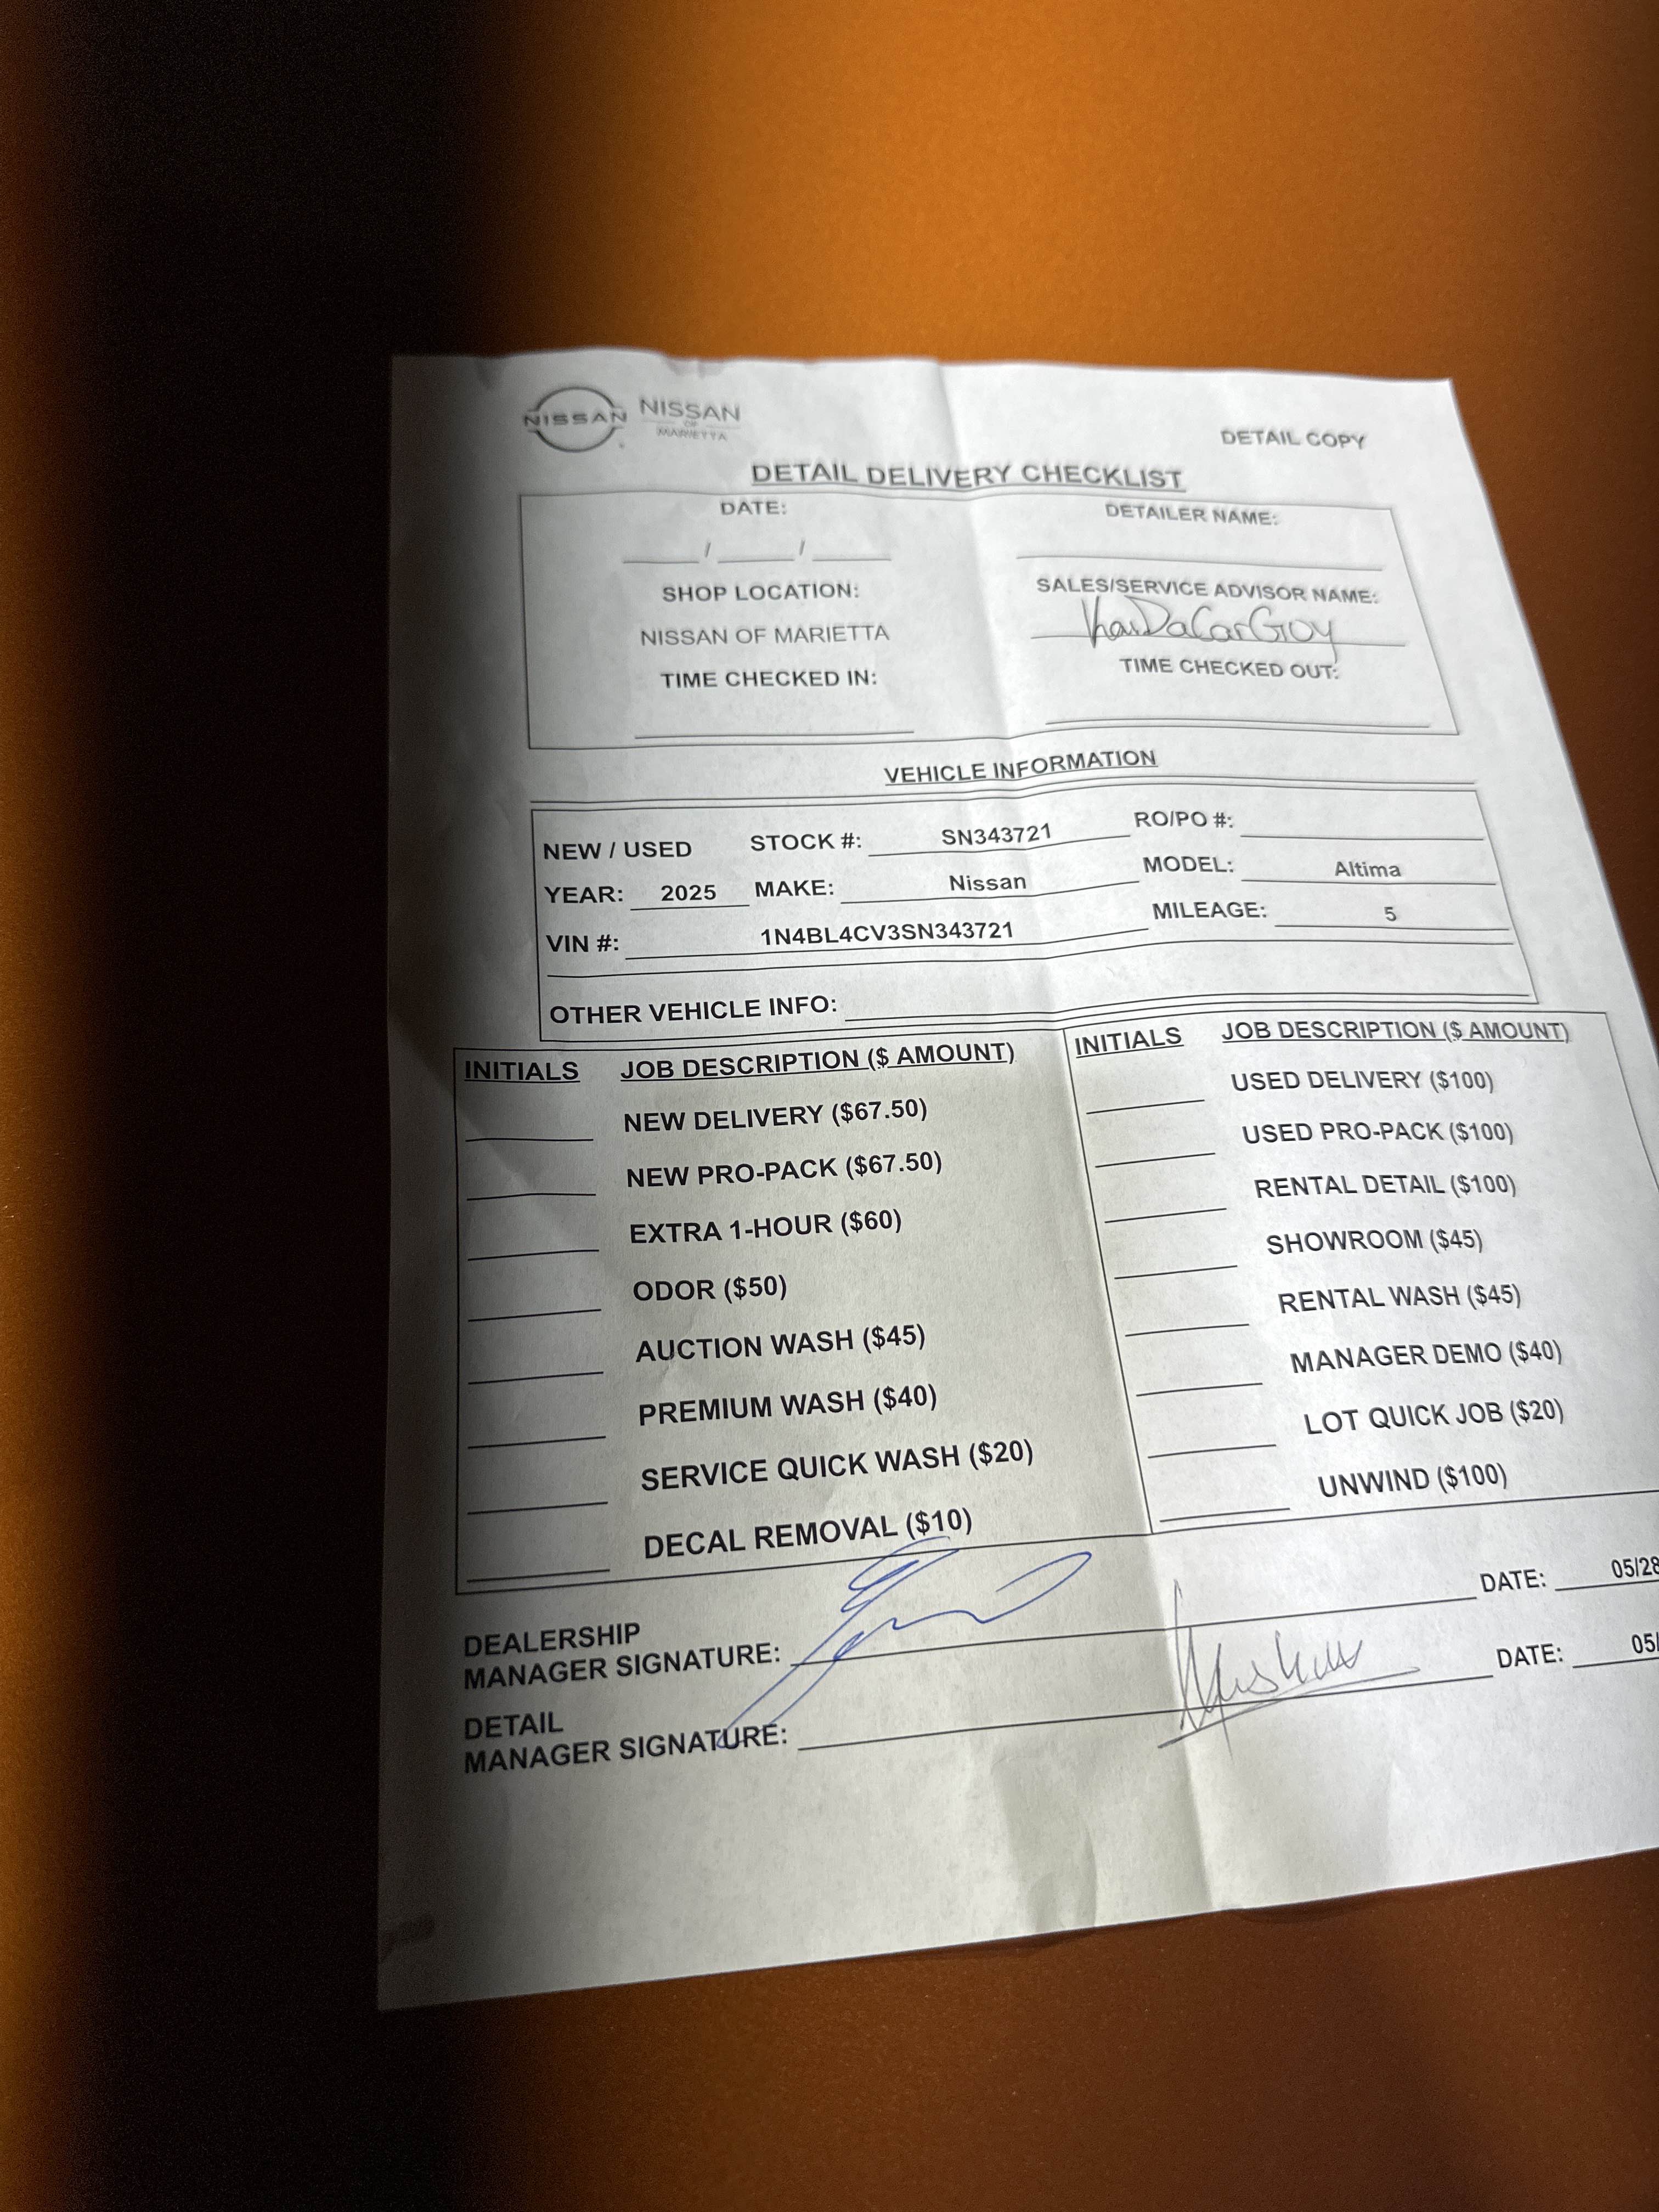 NISSAN NISSAN
OF
MARIETTA
DETAIL COPY
DETAIL DELIVERY CHECKLIST
DATE: DETAILER NAME:
____/____/____
SHOP LOCATION: SALES/SERVICE ADVISOR NAME:
NISSAN OF MARIETTA KhaiDaCarGuy
TIME CHECKED IN: TIME CHECKED OUT:
VEHICLE INFORMATION
NEW / USED STOCK #: SN343721 RO/PO #:
YEAR: 2025 MAKE: Nissan MODEL: Altima
VIN #: 1N4BL4CV3SN343721 MILEAGE: 5
OTHER VEHICLE INFO:
INITIALS JOB DESCRIPTION ($ AMOUNT) INITIALS JOB DESCRIPTION ($ AMOUNT)
NEW DELIVERY ($67.50) USED DELIVERY ($100)
NEW PRO-PACK ($67.50) USED PRO-PACK ($100)
EXTRA 1-HOUR ($60) RENTAL DETAIL ($100)
ODOR ($50) SHOWROOM ($45)
AUCTION WASH ($45) RENTAL WASH ($45)
PREMIUM WASH ($40) MANAGER DEMO ($40)
SERVICE QUICK WASH ($20) LOT QUICK JOB ($20)
DECAL REMOVAL ($10) UNWIND ($100)
DEALERSHIP
MANAGER SIGNATURE: DATE: 05/28
DETAIL
MANAGER SIGNATURE: DATE: 05/